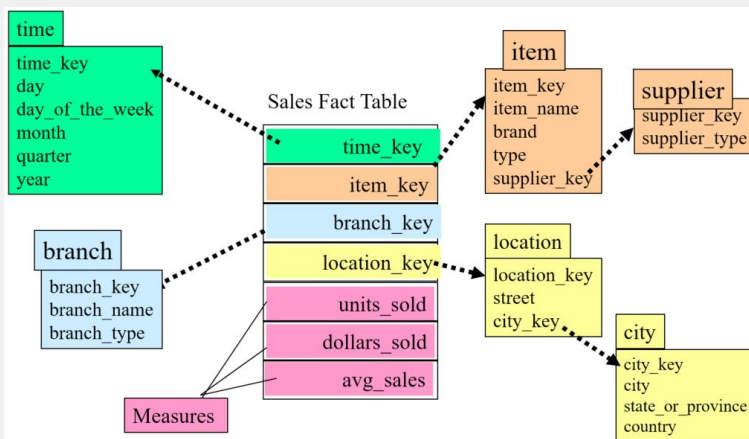 time
time_key
day
day_of_the_week
month
quarter
year
Sales Fact Table
time_key
item_key
branch_key
location_key
units_sold
dollars_sold
avg_sales
Measures
branch
branch_key
branch_name
branch_type
item
item_key
item_name
brand
type
supplier_key
supplier
supplier_key
supplier_type
location
location_key
street
city_key
city
city_key
city
state_or_province
country